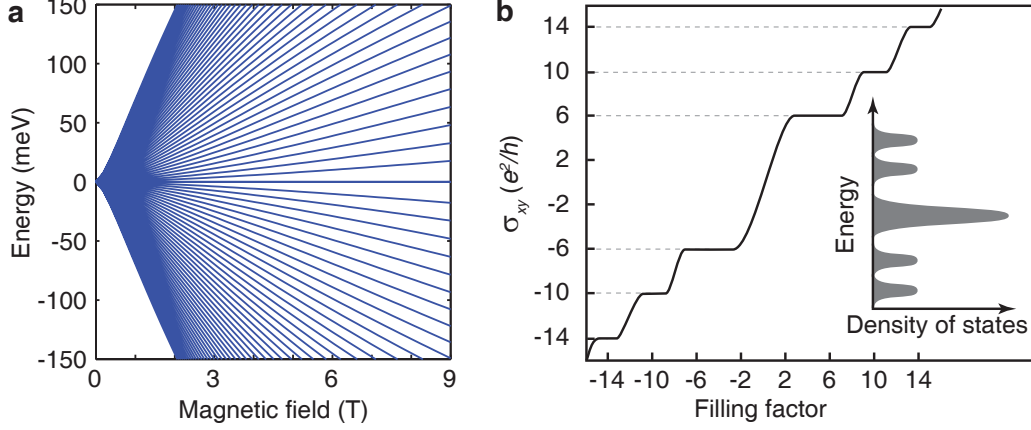 a
150
100
50
0
-50
-100
-150
Energy (meV)
0 3 6 9
Magnetic field (T)
b
14
10
6
2
-2
-6
-10
-14
σxy (e²/h)
-14 -10 -6 -2 2 6 10 14
Filling factor
Energy
Density of states